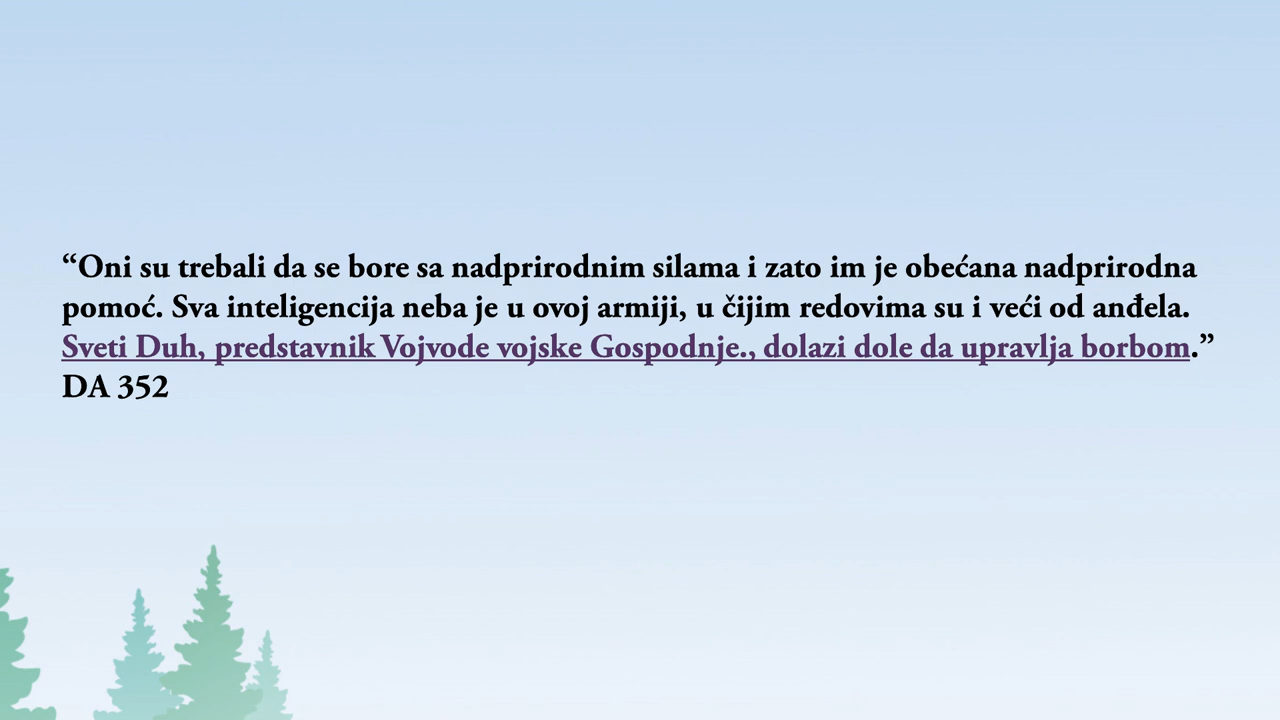 “Oni su trebali da se bore sa nadprirodnim silama i zato im je obećana nadprirodna
pomoć. Sva inteligencija neba je u ovoj armiji, u čijim redovima su i veći od anđela.
Sveti Duh, predstavnik Vojvode vojske Gospodnje., dolazi dole da upravlja borbom.”
DA 352